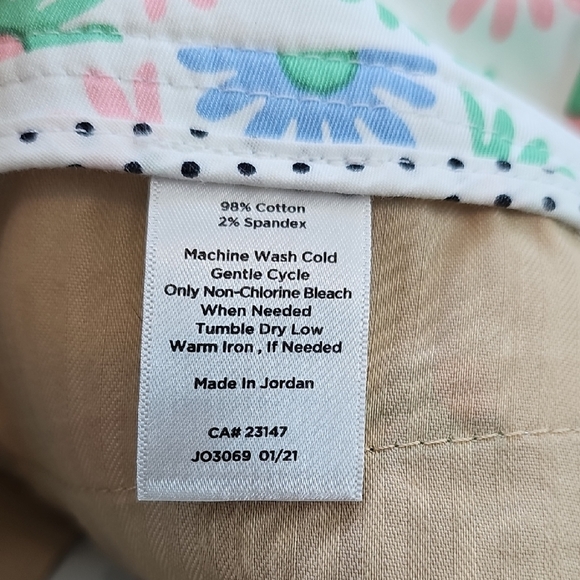 98% Cotton
2% Spandex
Machine Wash Cold
Gentle Cycle
Only Non-Chlorine Bleach
When Needed
Tumble Dry Low
Warm Iron , If Needed
Made In Jordan
CA# 23147
JO3069 01/21